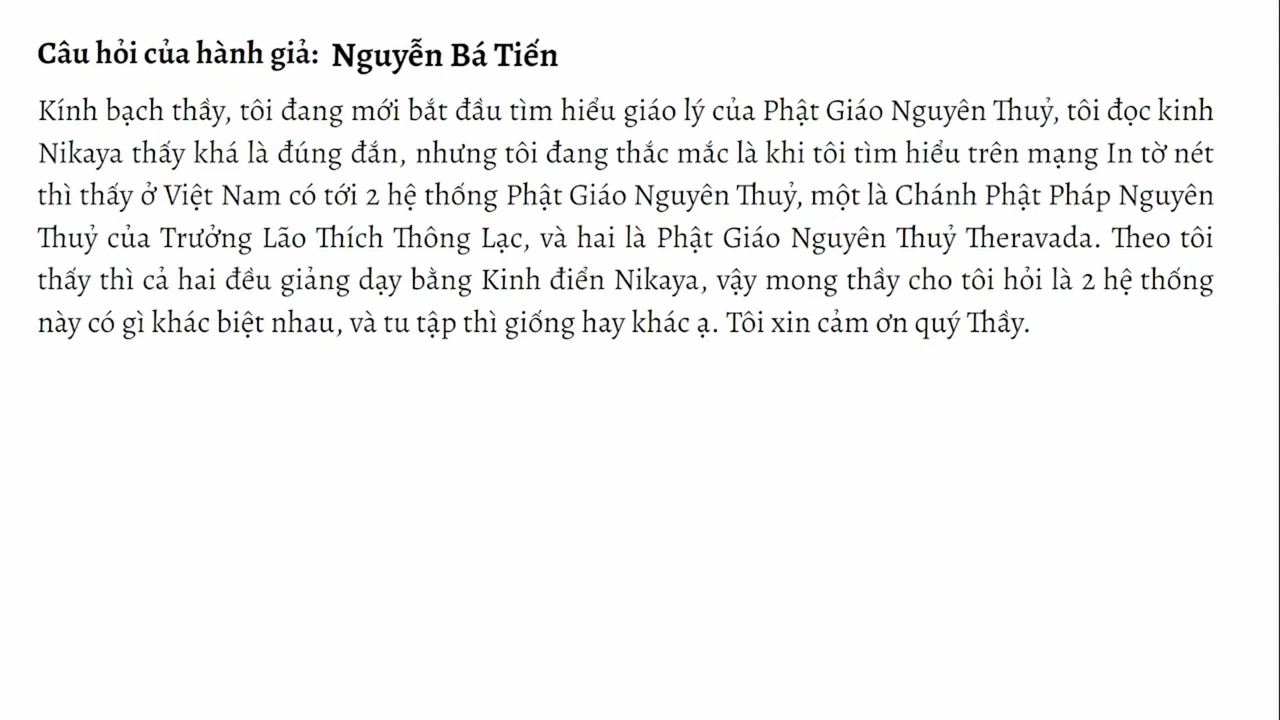 Câu hỏi của hành giả: Nguyễn Bá Tiến
Kính bạch thầy, tôi đang mới bắt đầu tìm hiểu giáo lý của Phật Giáo Nguyên Thuỷ, tôi đọc kinh
Nikaya thấy khá là đúng đắn, nhưng tôi đang thắc mắc là khi tôi tìm hiểu trên mạng In tờ nét
thì thấy ở Việt Nam có tới 2 hệ thống Phật Giáo Nguyên Thuỷ, một là Chánh Phật Pháp Nguyên
Thuỷ của Trưởng Lão Thích Thông Lạc, và hai là Phật Giáo Nguyên Thuỷ Theravada. Theo tôi
thấy thì cả hai đều giảng dạy bằng Kinh điển Nikaya, vậy mong thầy cho tôi hỏi là 2 hệ thống
này có gì khác biệt nhau, và tu tập thì giống hay khác ạ. Tôi xin cảm ơn quý Thầy.